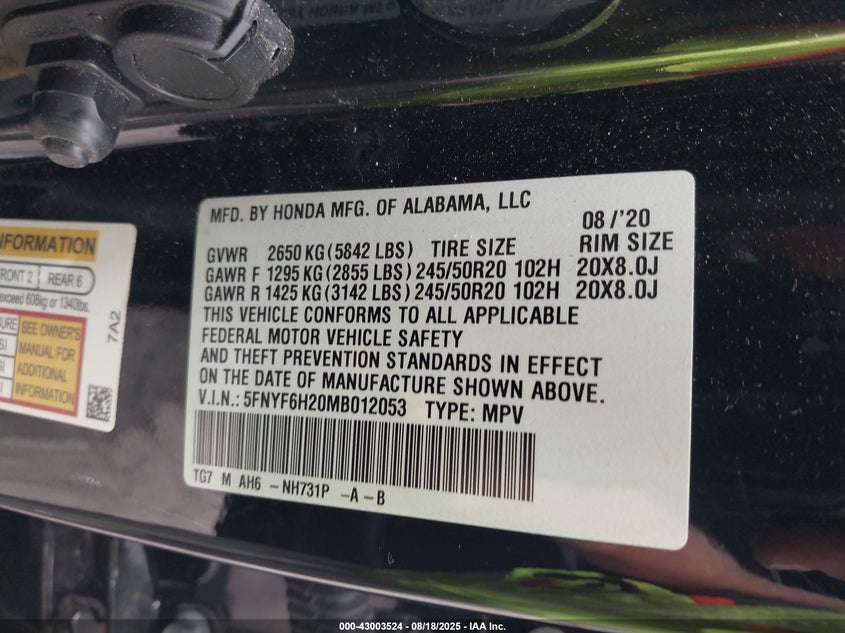 MFD. BY HONDA MFG. OF ALABAMA, LLC
08/'20
GVWR 2650 KG (5842 LBS) TIRE SIZE RIM SIZE
GAWR F 1295 KG (2855 LBS) 245/50R20 102H 20X8.0J
GAWR R 1425 KG (3142 LBS) 245/50R20 102H 20X8.0J
THIS VEHICLE CONFORMS TO ALL APPLICABLE
FEDERAL MOTOR VEHICLE SAFETY
AND THEFT PREVENTION STANDARDS IN EFFECT
ON THE DATE OF MANUFACTURE SHOWN ABOVE.
V.I.N.: 5FNYF6H20MB012053 TYPE: MPV
TG7 M AH6 -NH731P -A-B
FRONT 2 REAR 6
exceed 608kg or 1340lbs.
SEE OWNER'S
MANUAL FOR
ADDITIONAL
INFORMATION
7A2
000-43003524 - 08/18/2025 - IAA Inc.